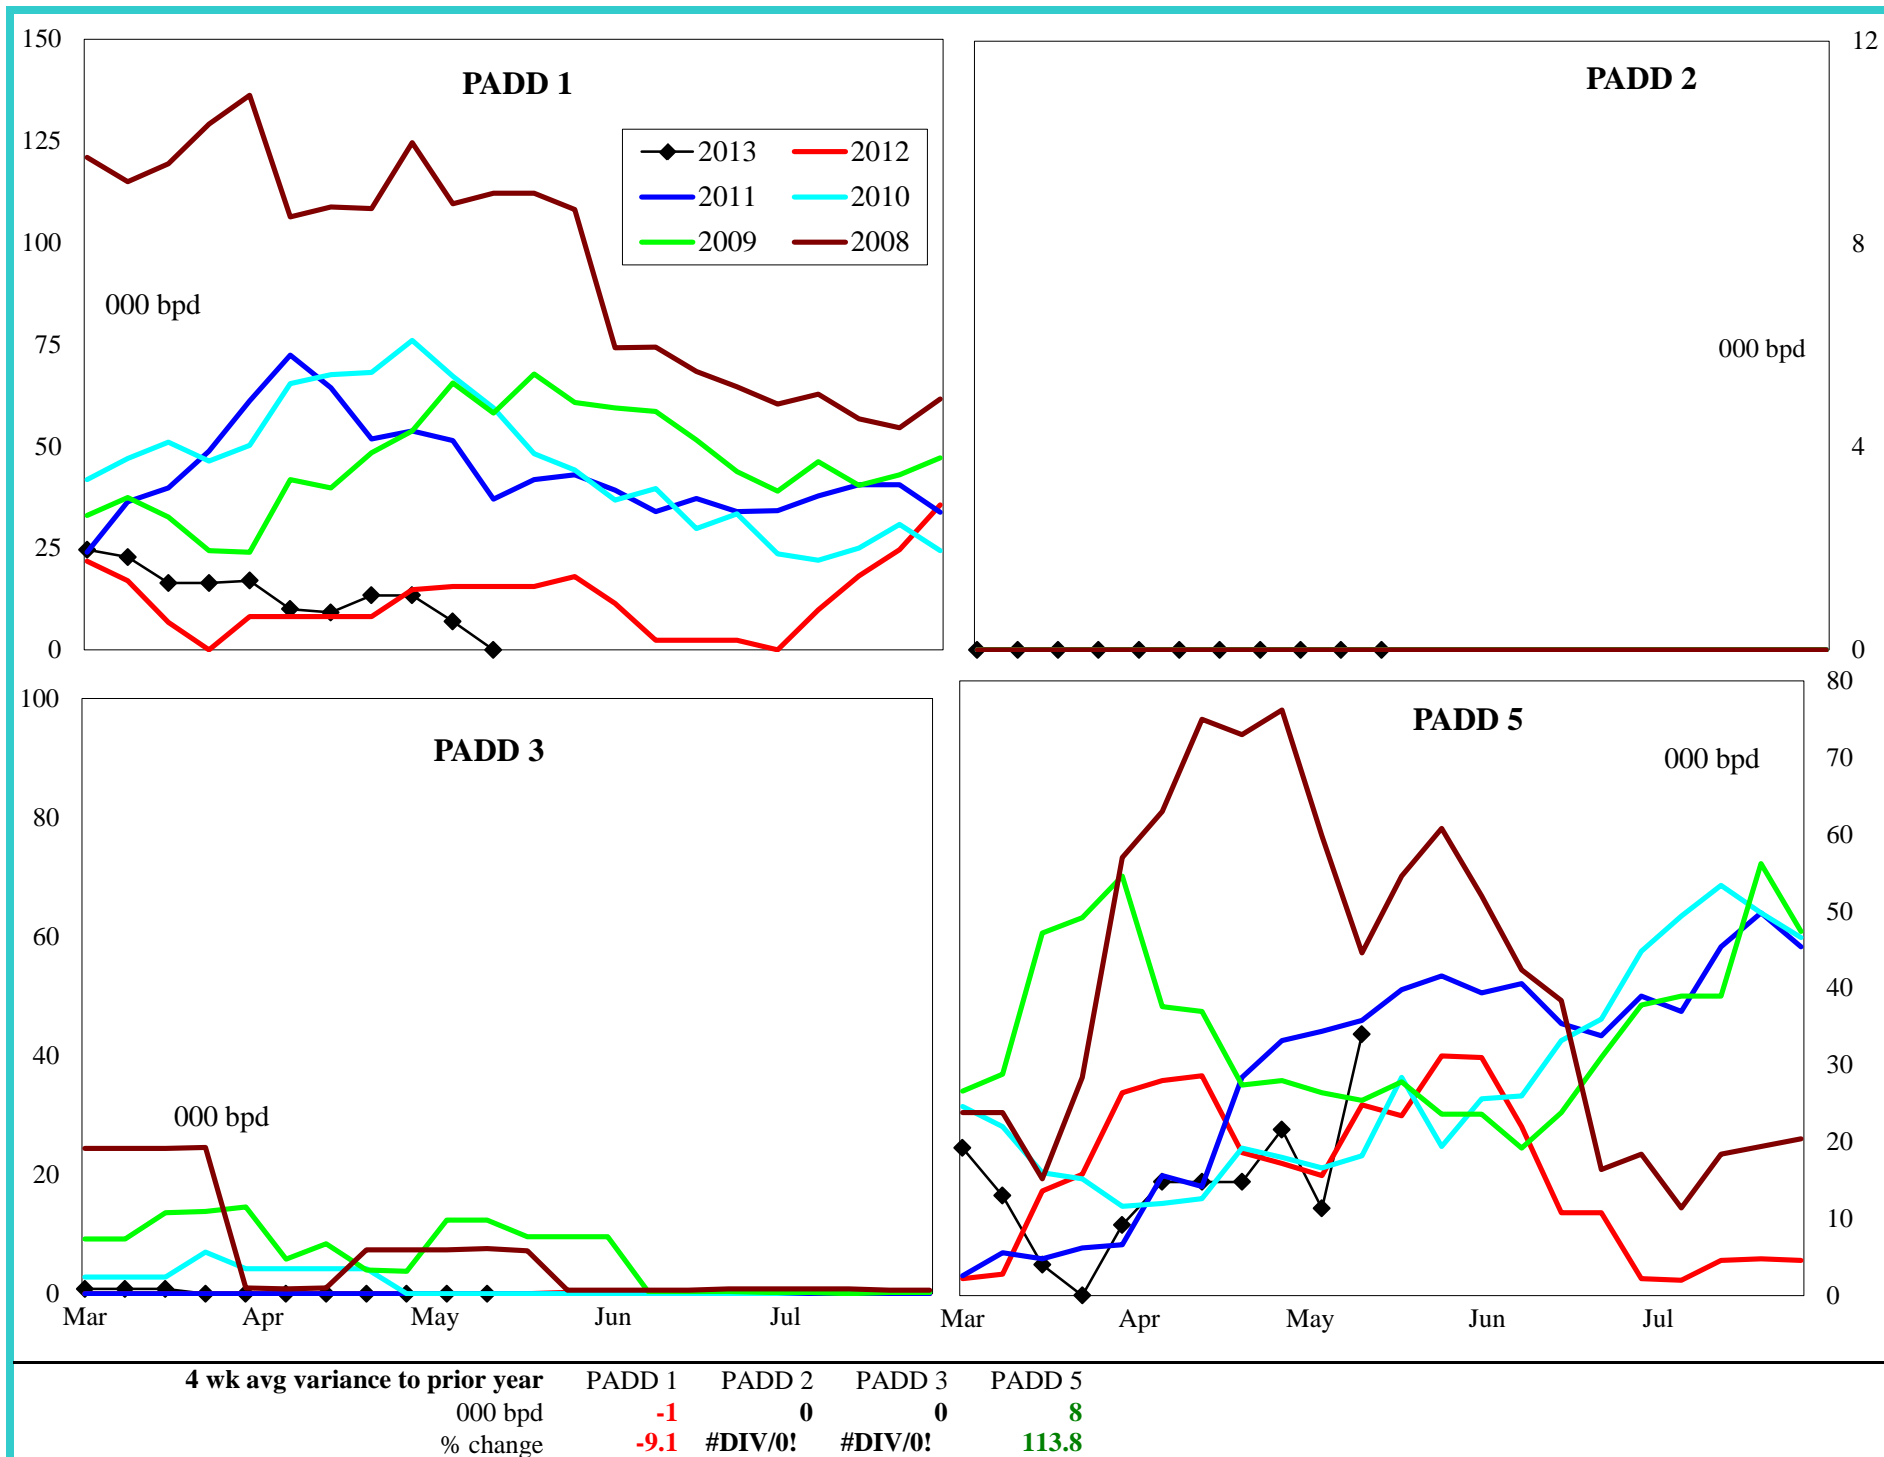 PADD 1
150
125
100
75
50
25
0
000 bpd
2013 2012
2011 2010
2009 2008
PADD 2
12
8
4
0
000 bpd
PADD 3
100
80
60
40
20
0
000 bpd
Mar Apr May Jun Jul
PADD 5
80
70
60
50
40
30
20
10
0
000 bpd
Mar Apr May Jun Jul
4 wk avg variance to prior year PADD 1 PADD 2 PADD 3 PADD 5
000 bpd -1 0 0 8
% change -9.1 #DIV/0! #DIV/0! 113.8